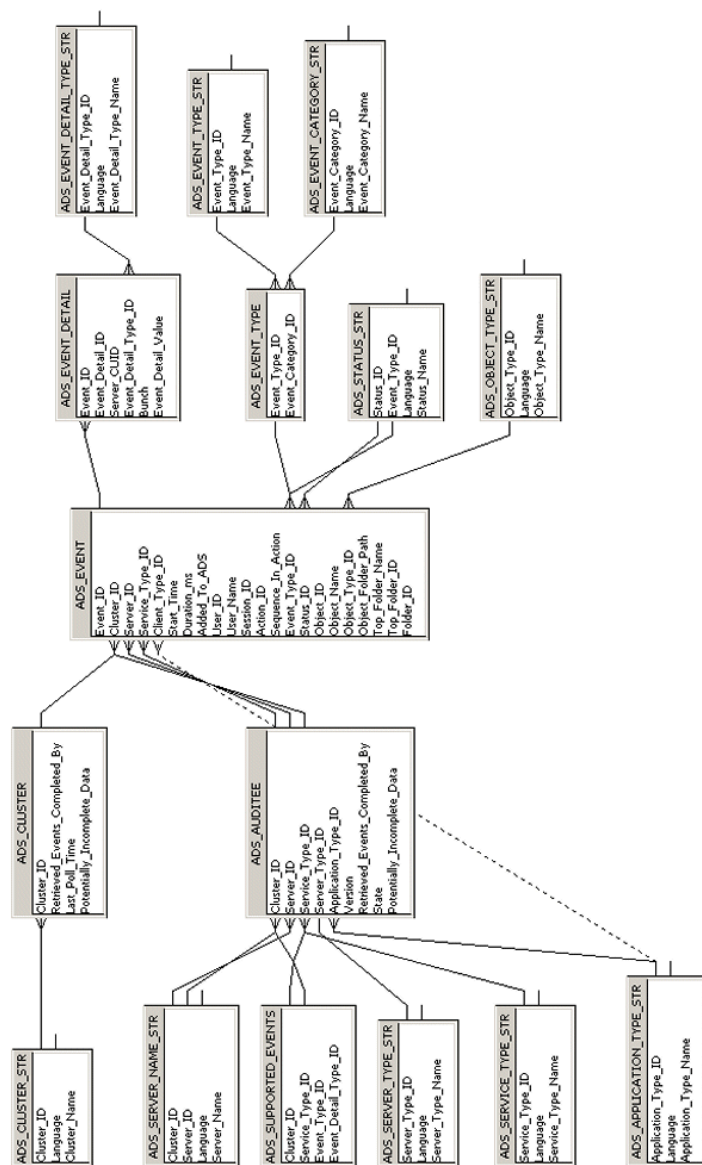 ADS_CLUSTER_STR
Cluster_ID
Language
Cluster_Name
ADS_SERVER_NAME_STR
Cluster_ID
Server_ID
Language
Server_Name
ADS_SUPPORTED_EVENTS
Cluster_ID
Service_Type_ID
Event_Type_ID
Event_Detail_Type_ID
ADS_SERVER_TYPE_STR
Server_Type_ID
Language
Server_Type_Name
ADS_SERVICE_TYPE_STR
Service_Type_ID
Language
Service_Type_Name
ADS_APPLICATION_TYPE_STR
Application_Type_ID
Language
Application_Type_Name
ADS_CLUSTER
Cluster_ID
Retrieved_Events_Completed_By
Last_Poll_Time
Potentially_Incomplete_Data
ADS_AUDITEE
Cluster_ID
Server_ID
Service_Type_ID
Server_Type_ID
Application_Type_ID
Version
Retrieved_Events_Completed_By
State
Potentially_Incomplete_Data
ADS_EVENT
Event_ID
Cluster_ID
Server_ID
Service_Type_ID
Client_Type_ID
Start_Time
Duration_ms
Added_To_ADS
User_ID
User_Name
Session_ID
Action_ID
Sequence_In_Action
Event_Type_ID
Status_ID
Object_ID
Object_Name
Object_Type_ID
Object_Folder_Path
Top_Folder_Name
Top_Folder_ID
Folder_ID
ADS_EVENT_DETAIL
Event_ID
Event_Detail_ID
Server_CUID
Event_Detail_Type_ID
Bunch
Event_Detail_Value
ADS_EVENT_TYPE
Event_Type_ID
Event_Category_ID
ADS_STATUS_STR
Status_ID
Event_Type_ID
Language
Status_Name
ADS_OBJECT_TYPE_STR
Object_Type_ID
Language
Object_Type_Name
ADS_EVENT_DETAIL_TYPE_STR
Event_Detail_Type_ID
Language
Event_Detail_Type_Name
ADS_EVENT_TYPE_STR
Event_Type_ID
Language
Event_Type_Name
ADS_EVENT_CATEGORY_STR
Event_Category_ID
Language
Event_Category_Name